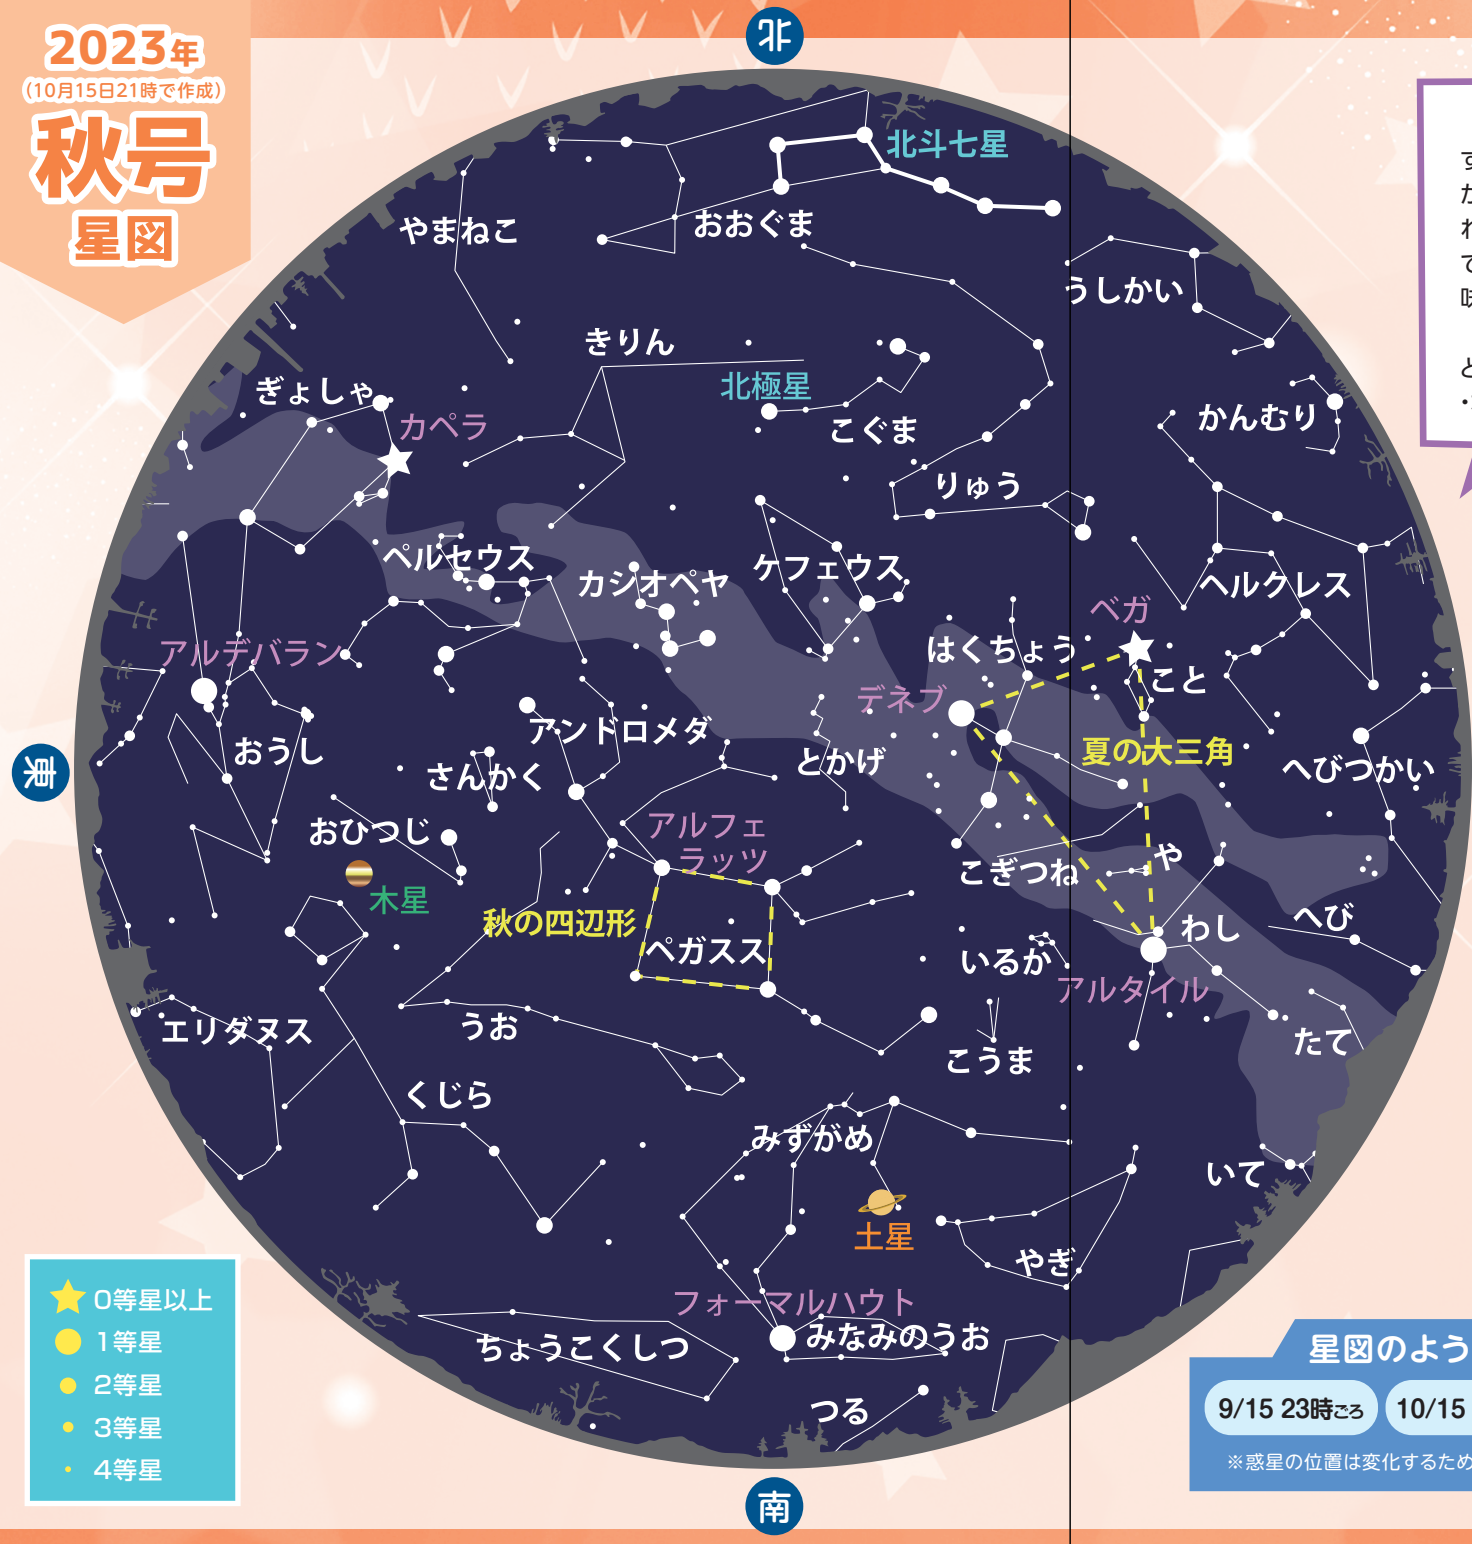 2023年
(10月15日21時で作成)
秋号
星図
北
北斗七星
やまねこ
おおぐま
うしかい
きりん
北極星
ぎょしゃ
カペラ
こぐま
かんむり
りゅう
ペルセウス
カシオペヤ
ケフェウス
ヘルクレス
ベガ
アルデバラン
はくちょう
こと
デネブ
おうし
アンドロメダ
さんかく
とかげ
夏の大三角
へびつかい
東
おひつじ
アルフェ
ラッツ
木星
こぎつね
や
秋の四辺形
ペガスス
いるか
わし
へび
アルタイル
エリダヌス
うお
こうま
たて
くじら
みずがめ
いて
土星
やぎ
フォーマルハウト
ちょうこくしつ
みなみのうお
つる
南
0等星以上
1等星
2等星
3等星
4等星
す
れ
て
味
と
星図のよう
9/15 23時ごろ
10/15
※惑星の位置は変化するため